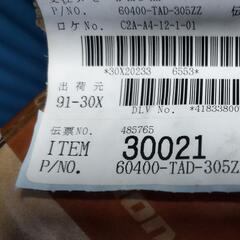 P/NO. 60400-TAD-305ZZ
ロケNo. C2A-A4-12-1-01
*30X20233 6553*
出荷元
91-30X
DLV No. *41833800
伝票NO. 485765
ITEM 30021
P/NO. 60400-TAD-305Z